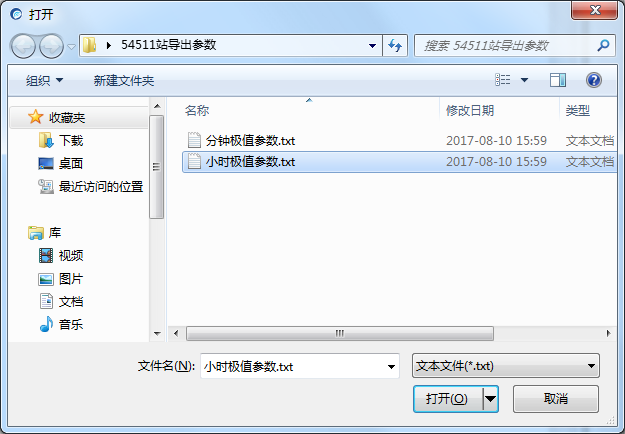 打开
54511站导出参数
搜索 54511站导出参数
组织
新建文件夹
名称
修改日期
类型
收藏夹
下载
桌面
最近访问的位置
库
视频
图片
文档
音乐
分钟极值参数.txt 2017-08-10 15:59 文本文档
小时极值参数.txt 2017-08-10 15:59 文本文档
文件名(N): 小时极值参数.txt
文本文件(*.txt)
打开(O)
取消